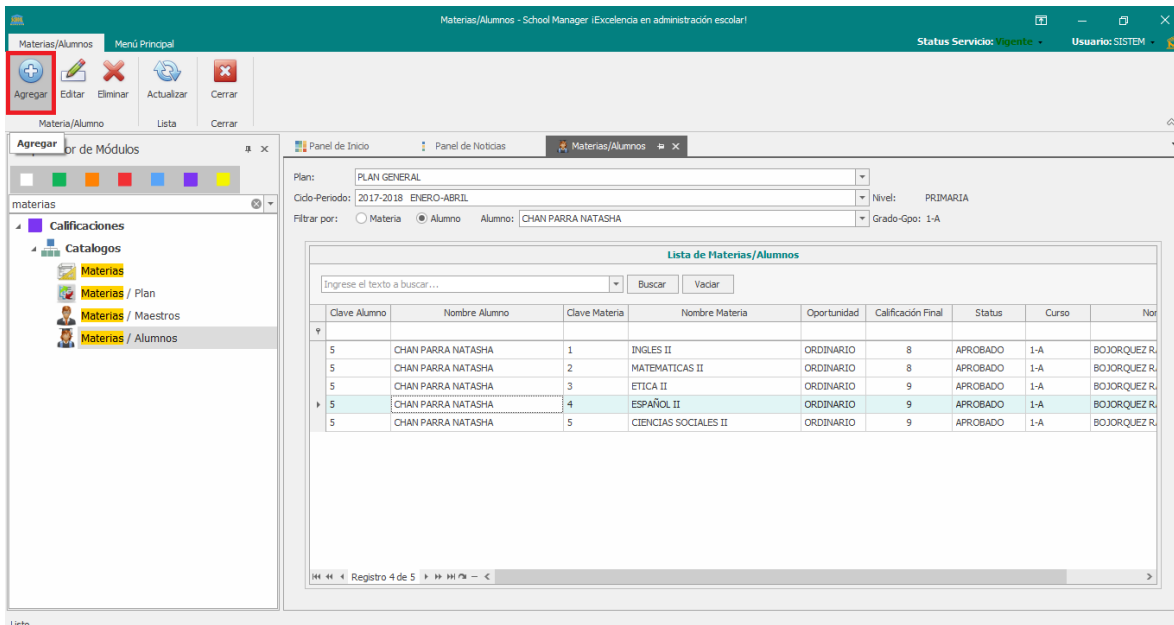 Materias/Alumnos - School Manager ¡Excelencia en administración escolar!
Materias/Alumnos Menú Principal Status Servicio: Vigente Usuario: SISTEM
Agregar Editar Eliminar Actualizar Cerrar
Materia/Alumno Lista Cerrar
Agregar
or de Módulos
materias
Calificaciones
Catalogos
Materias
Materias / Plan
Materias / Maestros
Materias / Alumnos
Panel de Inicio Panel de Noticias Materias/Alumnos
Plan: PLAN GENERAL
Ciclo-Periodo: 2017-2018 ENERO-ABRIL Nivel: PRIMARIA
Filtrar por: Materia Alumno Alumno: CHAN PARRA NATASHA Grado-Gpo: 1-A
Lista de Materias/Alumnos
Ingrese el texto a buscar... Buscar Vaciar
Clave Alumno Nombre Alumno Clave Materia Nombre Materia Oportunidad Calificación Final Status Curso Nor
5 CHAN PARRA NATASHA 1 INGLES II ORDINARIO 8 APROBADO 1-A BOJORQUEZ R
5 CHAN PARRA NATASHA 2 MATEMATICAS II ORDINARIO 8 APROBADO 1-A BOJORQUEZ R
5 CHAN PARRA NATASHA 3 ETICA II ORDINARIO 9 APROBADO 1-A BOJORQUEZ R
5 CHAN PARRA NATASHA 4 ESPAÑOL II ORDINARIO 9 APROBADO 1-A BOJORQUEZ R
5 CHAN PARRA NATASHA 5 CIENCIAS SOCIALES II ORDINARIO 9 APROBADO 1-A BOJORQUEZ R
Registro 4 de 5